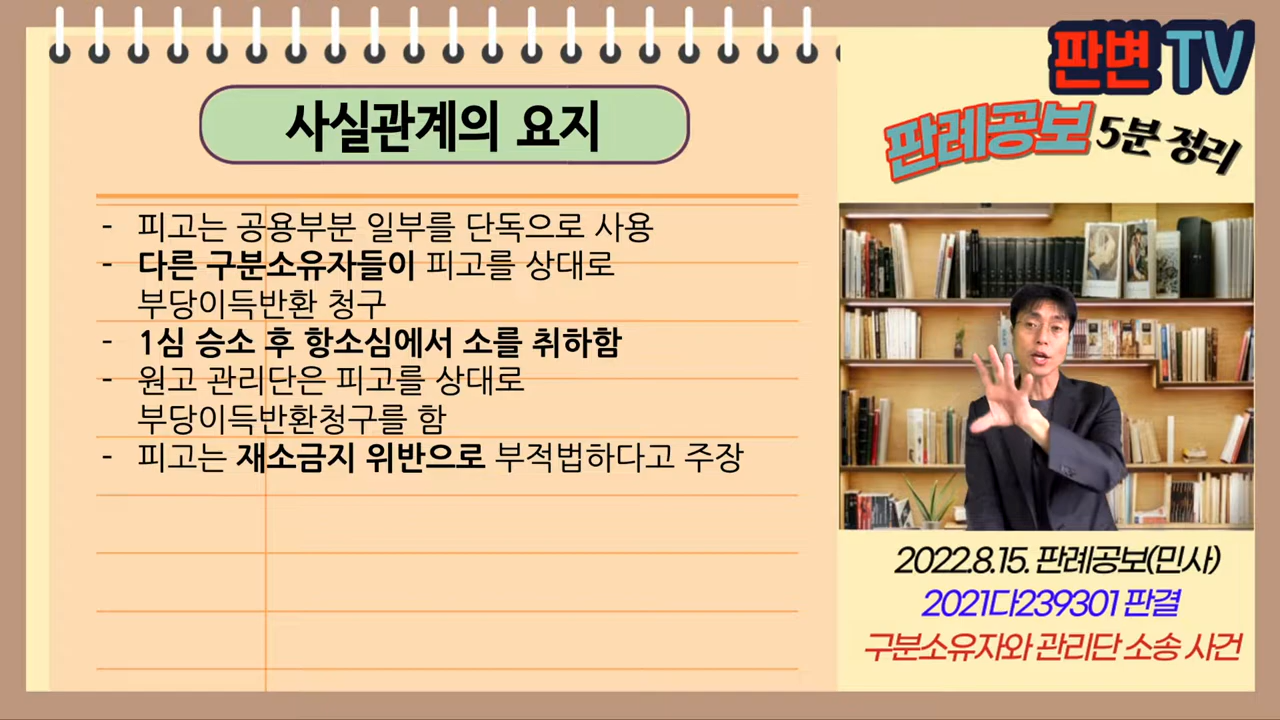 사실관계의 요지
- 피고는 공용부분 일부를 단독으로 사용
- 다른 구분소유자들이 피고를 상대로
부당이득반환 청구
- 1심 승소 후 항소심에서 소를 취하함
- 원고 관리단은 피고를 상대로
부당이득반환청구를 함
- 피고는 재소금지 위반으로 부적법하다고 주장
판변 TV
판례공보 5분 정리
2022.8.15. 판례공보(민사)
2021다239301 판결
구분소유자와 관리단 소송 사건